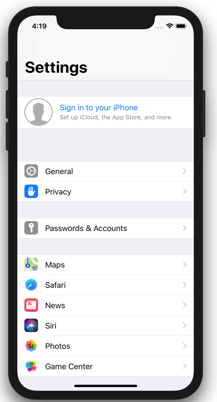 4:19
Settings
Sign in to your iPhone
Set up iCloud, the App Store, and more.
General
Privacy
Passwords & Accounts
Maps
Safari
News
Siri
Photos
Game Center